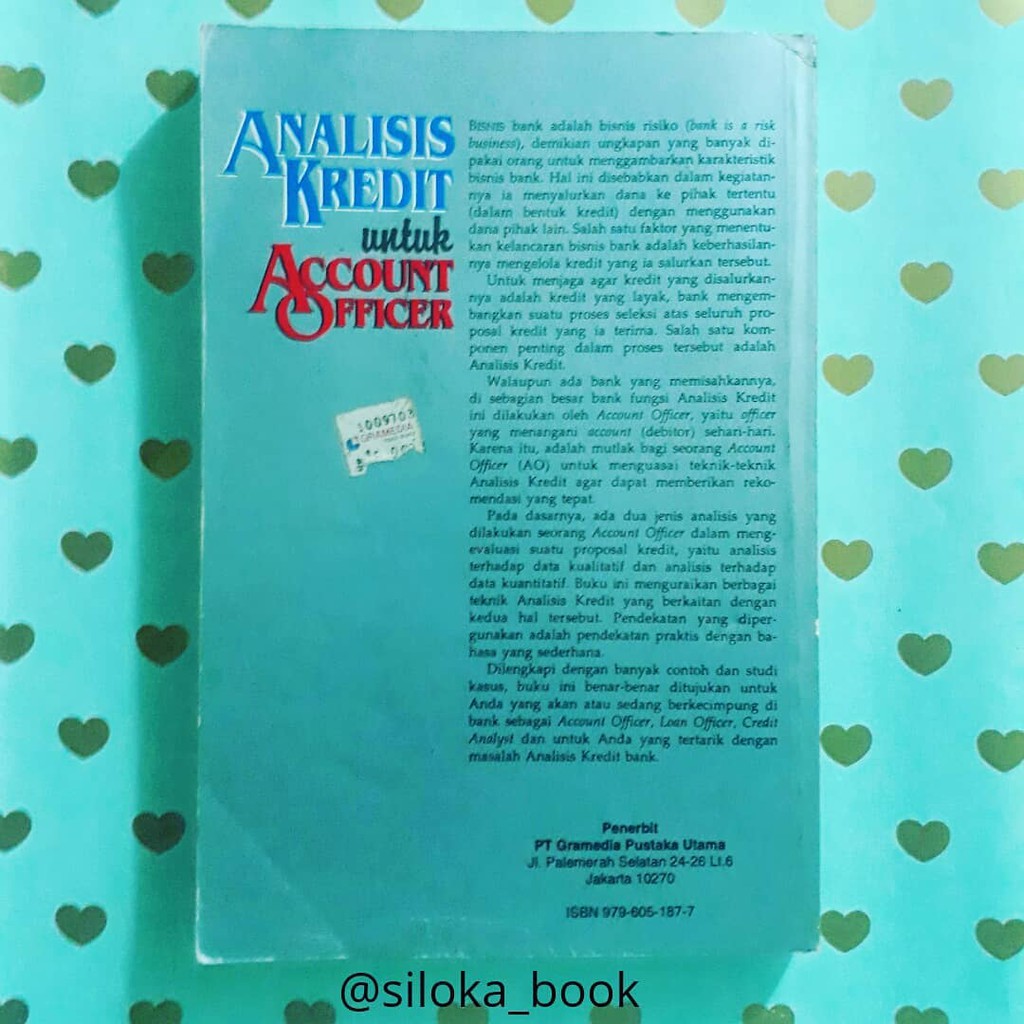 ANALISIS
KREDIT
untuk
ACCOUNT
OFFICER
1009703
GRAMEDIA
BISNIS bank adalah bisnis risiko (bank is a risk
business), demikian ungkapan yang banyak di-
pakai orang untuk menggambarkan karakteristik
bisnis bank. Hal ini disebabkan dalam kegiatan-
nya ia menyalurkan dana ke pihak tertentu
(dalam bentuk kredit) dengan menggunakan
dana pihak lain. Salah satu faktor yang menentu-
kan kelancaran bisnis bank adalah keberhasilan-
nya mengelola kredit yang ia salurkan tersebut.
Untuk menjaga agar kredit yang disalurkan-
nya adalah kredit yang layak, bank mengem-
bangkan suatu proses seleksi atas seluruh pro-
posal kredit yang ia terima. Salah satu kom-
ponen penting dalam proses tersebut adalah
Analisis Kredit.
Walaupun ada bank yang memisahkannya,
di sebagian besar bank fungsi Analisis Kredit
ini dilakukan oleh Account Officer, yaitu officer
yang menangani account (debitor) sehari-hari.
Karena itu, adalah mutlak bagi seorang Account
Officer (AO) untuk menguasai teknik-teknik
Analisis Kredit agar dapat memberikan reko-
mendasi yang tepat.
Pada dasarnya, ada dua jenis analisis yang
dilakukan seorang Account Officer dalam meng-
evaluasi suatu proposal kredit, yaitu analisis
terhadap data kualitatif dan analisis terhadap
data kuantitatif. Buku ini menguraikan berbagai
teknik Analisis Kredit yang berkaitan dengan
kedua hal tersebut. Pendekatan yang diper-
gunakan adalah pendekatan praktis dengan ba-
hasa yang sederhana.
Dilengkapi dengan banyak contoh dan studi
kasus, buku ini benar-benar ditujukan untuk
Anda yang akan atau sedang berkecimpung di
bank sebagai Account Officer, Loan Officer, Credit
Analyst dan untuk Anda yang tertarik dengan
masalah Analisis Kredit bank.
Penerbit
PT Gramedia Pustaka Utama
Jl. Palemerah Selatan 24-26 Lt.6
Jakarta 10270
ISBN 979-605-187-7
@siloka_book